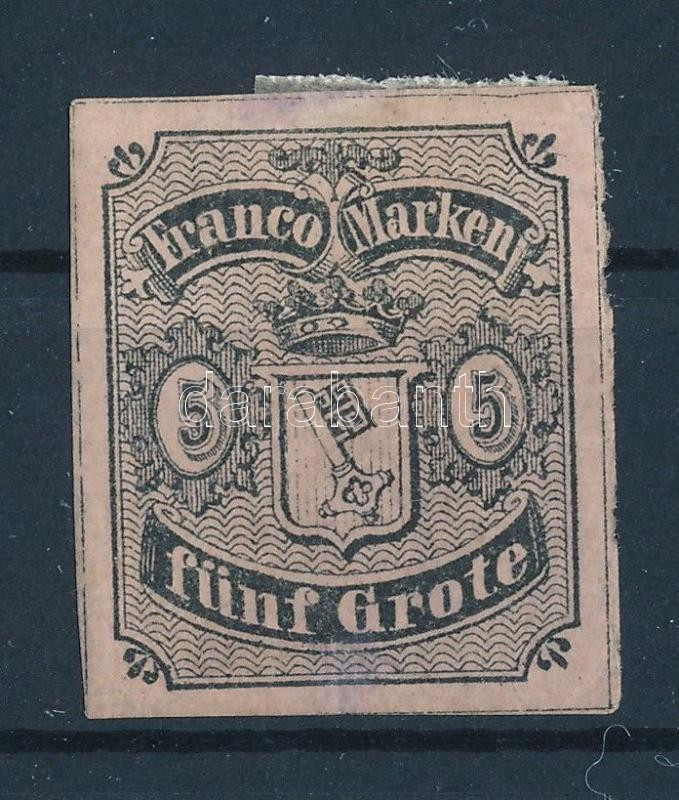 Franco Marken
darabanth
5 5
fünf Grote